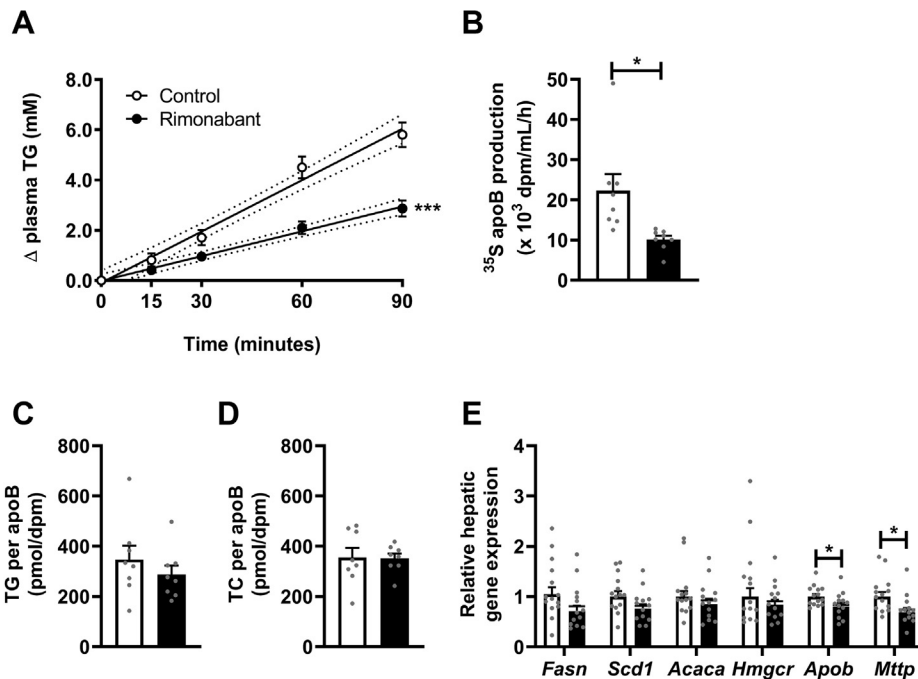 A
Δ plasma TG (mM)
8.0
6.0
4.0
2.0
0.0
Control
Rimonabant
***
0 15 30 60 90
Time (minutes)
B
³⁵S apoB production
(x 10³ dpm/mL/h)
50
40
30
20
10
0
*
C
TG per apoB
(pmol/dpm)
800
600
400
200
0
D
TC per apoB
(pmol/dpm)
800
600
400
200
0
E
Relative hepatic
gene expression
4
3
2
1
0
*
*
Fasn Scd1 Acaca Hmgcr Apob Mttp